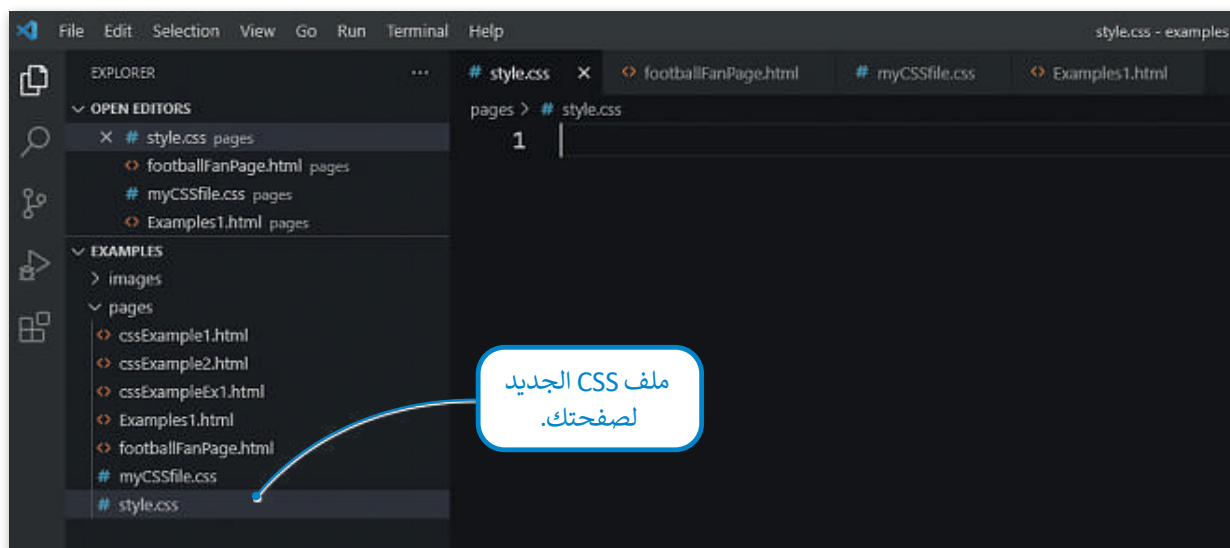 File Edit Selection View Go Run Terminal Help style.css - examples
EXPLORER ...
# style.css × footballFanPage.html # myCSSfile.css Examples1.html
OPEN EDITORS
pages > # style.css
× # style.css pages
1
footballFanPage.html pages
# myCSSfile.css pages
Examples1.html pages
EXAMPLES
> images
pages
cssExample1.html
cssExample2.html
cssExampleEx1.html
Examples1.html
footballFanPage.html
# myCSSfile.css
# style.css
ملف CSS الجديد
لصفحتك.